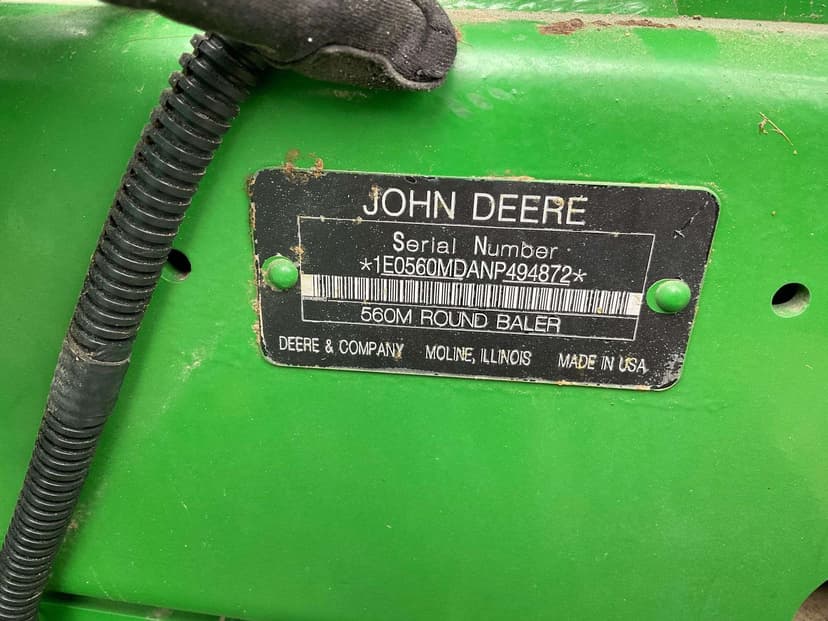 JOHN DEERE
Serial Number
*1E0560MDANP494872*
560M ROUND BALER
DEERE & COMPANY MOLINE, ILLINOIS MADE IN USA